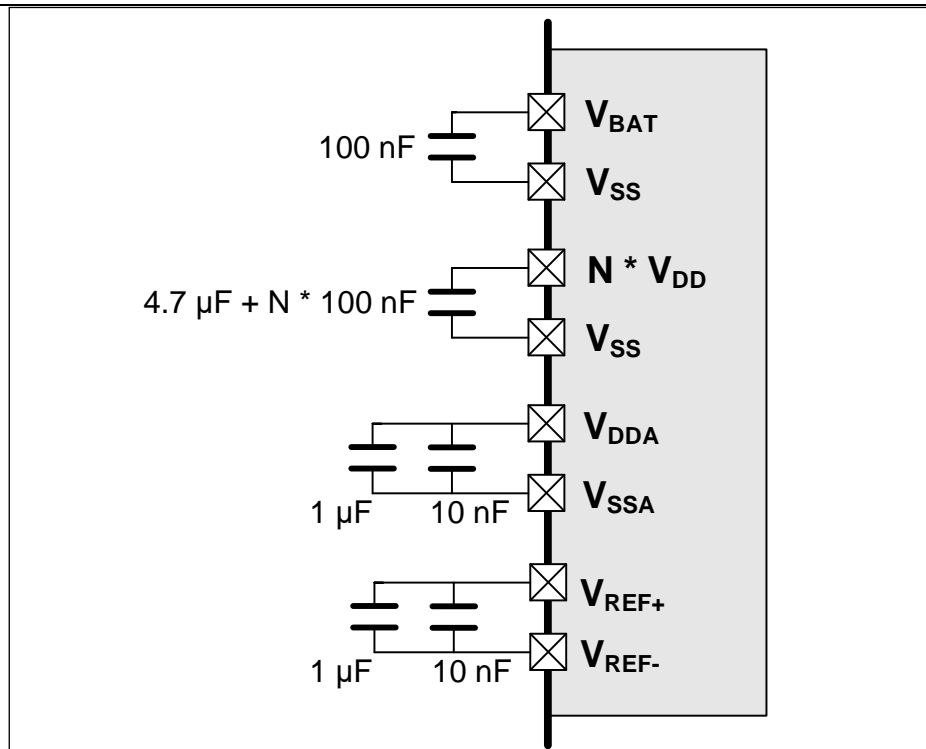 V_BAT
100 nF
V_SS
N * V_DD
4.7 µF + N * 100 nF
V_SS
V_DDA
V_SSA
1 µF 10 nF
V_REF+
V_REF-
1 µF 10 nF